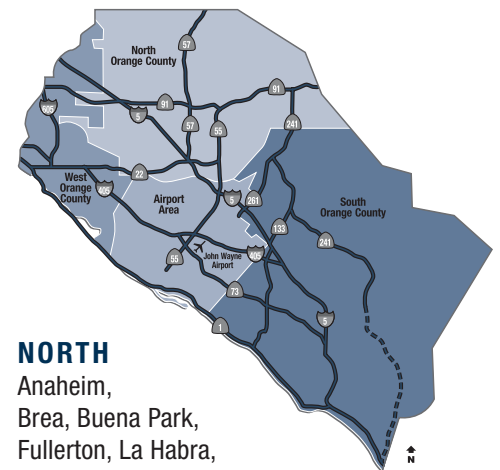 57
North
Orange County
91
91
605
5
57
55
241
22
West
Orange
County
405
Airport
Area
5
261
South
Orange County
133
241
John Wayne
Airport
405
55
73
5
1
NORTH
Anaheim,
Brea, Buena Park,
Fullerton, La Habra,
N